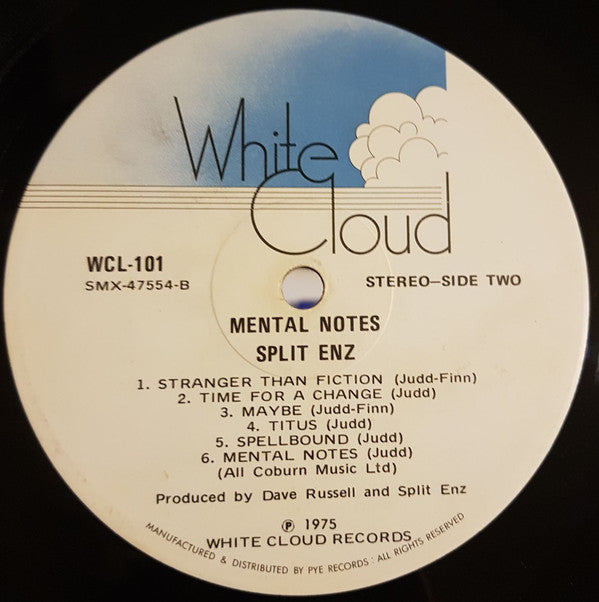 White
Cloud
WCL-101
SMX-47554-B
STEREO—SIDE TWO
MENTAL NOTES
SPLIT ENZ
1. STRANGER THAN FICTION (Judd-Finn)
2. TIME FOR A CHANGE (Judd)
3. MAYBE (Judd-Finn)
4. TITUS (Judd)
5. SPELLBOUND (Judd)
6. MENTAL NOTES (Judd)
(All Coburn Music Ltd)
Produced by Dave Russell and Split Enz
℗ 1975
WHITE CLOUD RECORDS
MANUFACTURED & DISTRIBUTED BY PYE RECORDS : ALL RIGHTS RESERVED